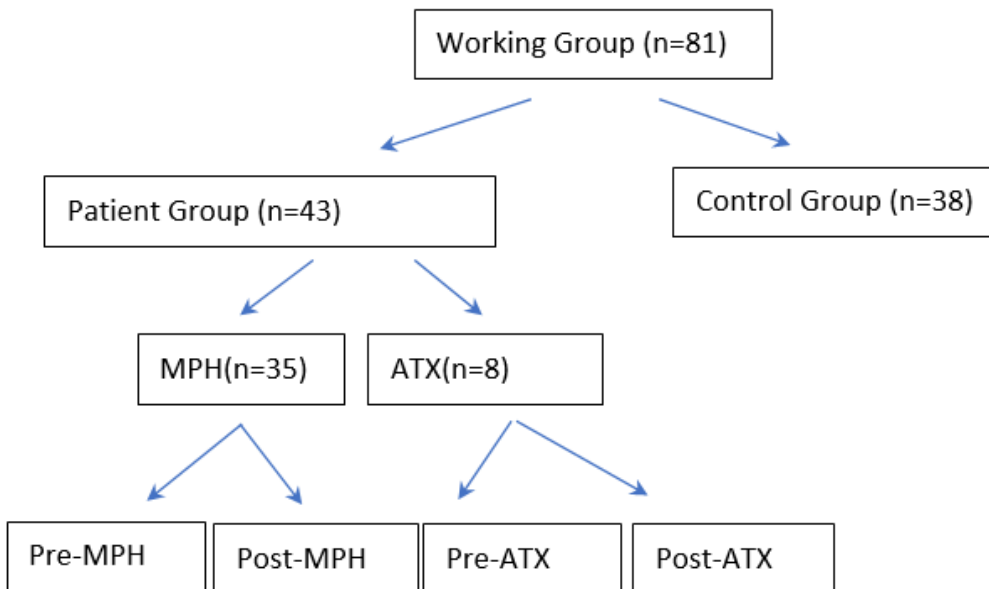 Working Group (n=81)
Patient Group (n=43)
Control Group (n=38)
MPH(n=35)
ATX(n=8)
Pre-MPH
Post-MPH
Pre-ATX
Post-ATX